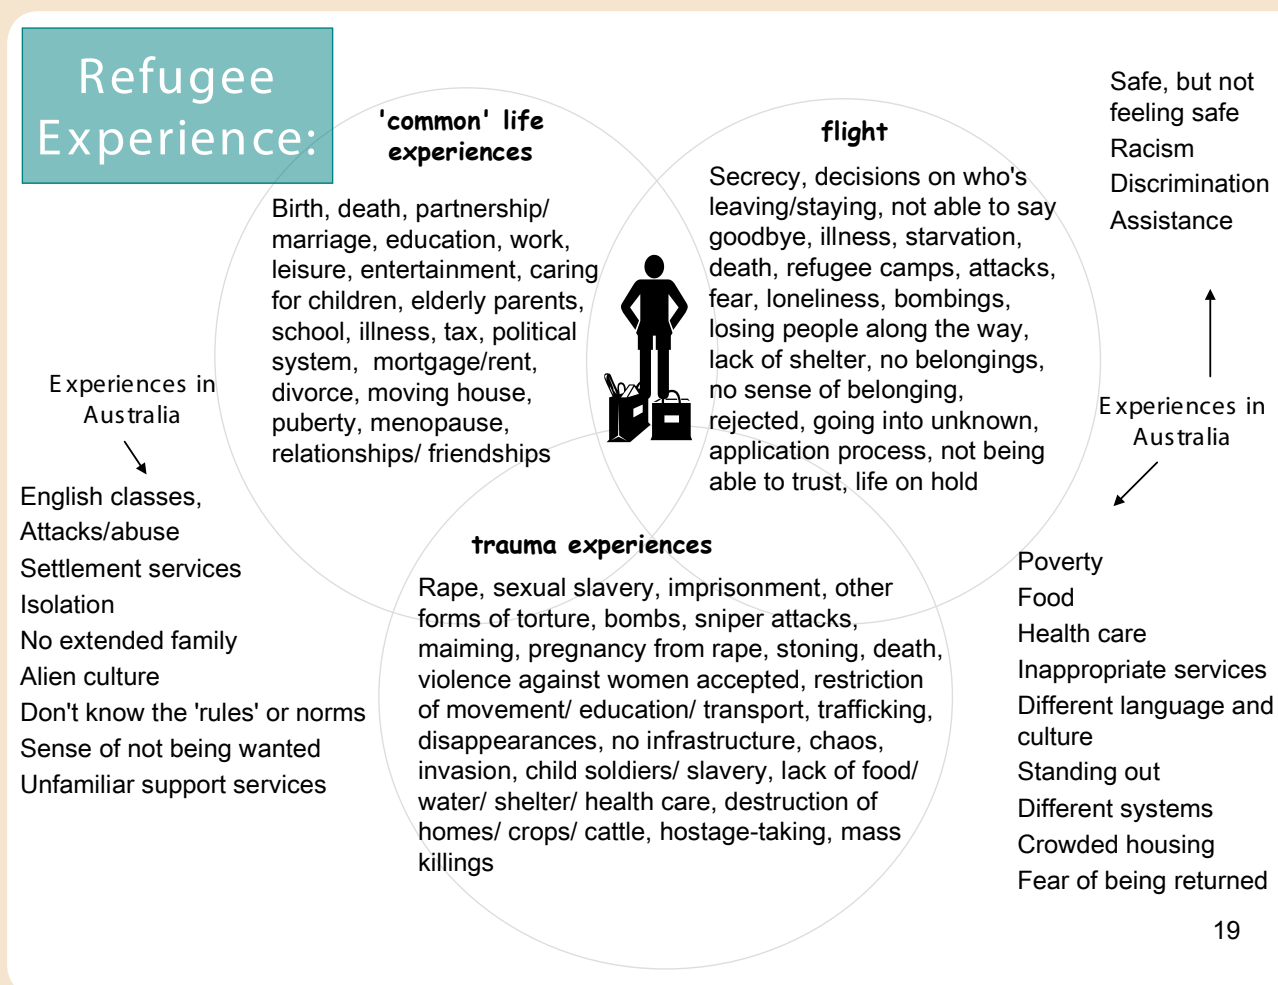 Refugee
Experience:
'common' life
experiences
Birth, death, partnership/
marriage, education, work,
leisure, entertainment, caring
for children, elderly parents,
school, illness, tax, political
system, mortgage/rent,
divorce, moving house,
puberty, menopause,
relationships/ friendships
flight
Secrecy, decisions on who's
leaving/staying, not able to say
goodbye, illness, starvation,
death, refugee camps, attacks,
fear, loneliness, bombings,
losing people along the way,
lack of shelter, no belongings,
no sense of belonging,
rejected, going into unknown,
application process, not being
able to trust, life on hold
Safe, but not
feeling safe
Racism
Discrimination
Assistance
Experiences in
Australia
English classes,
Attacks/abuse
Settlement services
Isolation
No extended family
Alien culture
Don't know the 'rules' or norms
Sense of not being wanted
Unfamiliar support services
trauma experiences
Rape, sexual slavery, imprisonment, other
forms of torture, bombs, sniper attacks,
maiming, pregnancy from rape, stoning, death,
violence against women accepted, restriction
of movement/ education/ transport, trafficking,
disappearances, no infrastructure, chaos,
invasion, child soldiers/ slavery, lack of food/
water/ shelter/ health care, destruction of
homes/ crops/ cattle, hostage-taking, mass
killings
Experiences in
Australia
Poverty
Food
Health care
Inappropriate services
Different language and
culture
Standing out
Different systems
Crowded housing
Fear of being returned
19